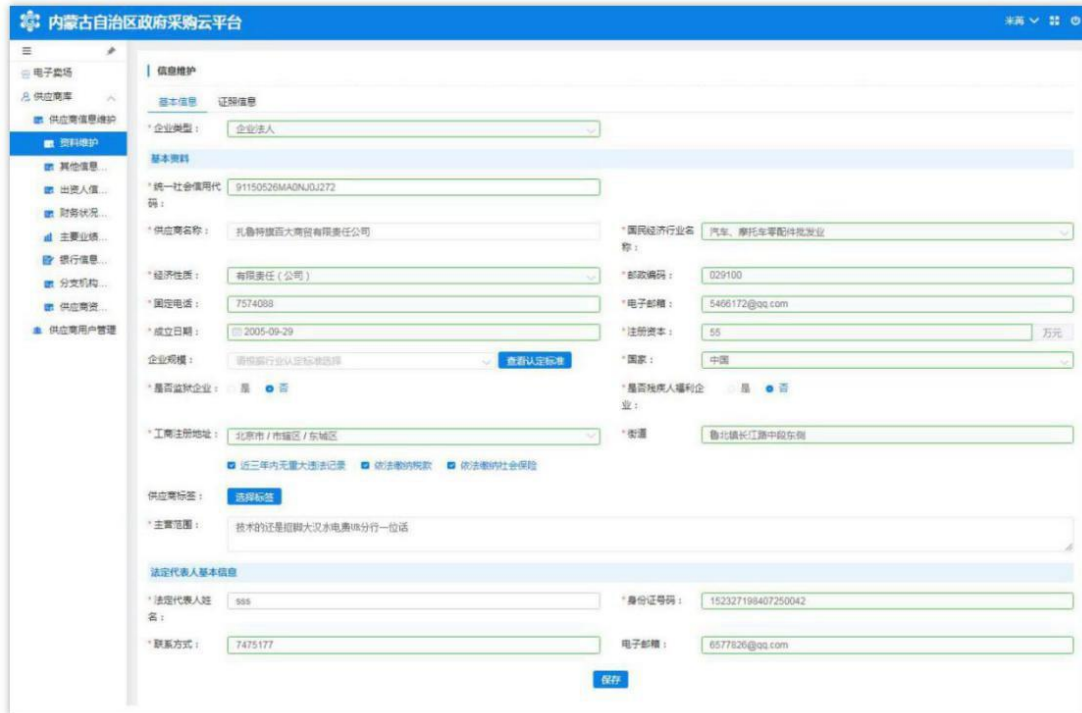 内蒙古自治区政府采购云平台
电子卖场
供应商库
供应商信息维护
资料维护
其他信息...
出资人信...
财务状况...
主要业绩...
银行信息...
分支机构...
供应商资...
供应商用户管理
信息维护
基本信息 证照信息
*企业类型： 企业法人
基本资料
*统一社会信用代码： 91150526MA0NJ0J272
*供应商名称： 扎鲁特旗百大商贸有限责任公司 *国民经济行业名称： 汽车、摩托车零配件批发业
*经济性质： 有限责任（公司） *邮政编码： 029100
*固定电话： 7574088 *电子邮箱： 5466172@qq.com
*成立日期： 2005-09-29 *注册资本： 55 万元
企业规模： 请根据行业认定标准选择 查看认定标准 *国家： 中国
*是否监狱企业： 是 否 *是否残疾人福利企业： 是 否
*工商注册地址： 北京市 / 市辖区 / 东城区 *街道 鲁北镇长江路中段东侧
近三年内无重大违法记录 依法缴纳税款 依法缴纳社会保险
供应商标签： 选择标签
*主营范围： 技术的还是招脚大汉水电费UB分行一位话
法定代表人基本信息
*法定代表人姓名： sss *身份证号码： 152327198407250042
*联系方式： 7475177 电子邮箱： 6577826@qq.com
保存